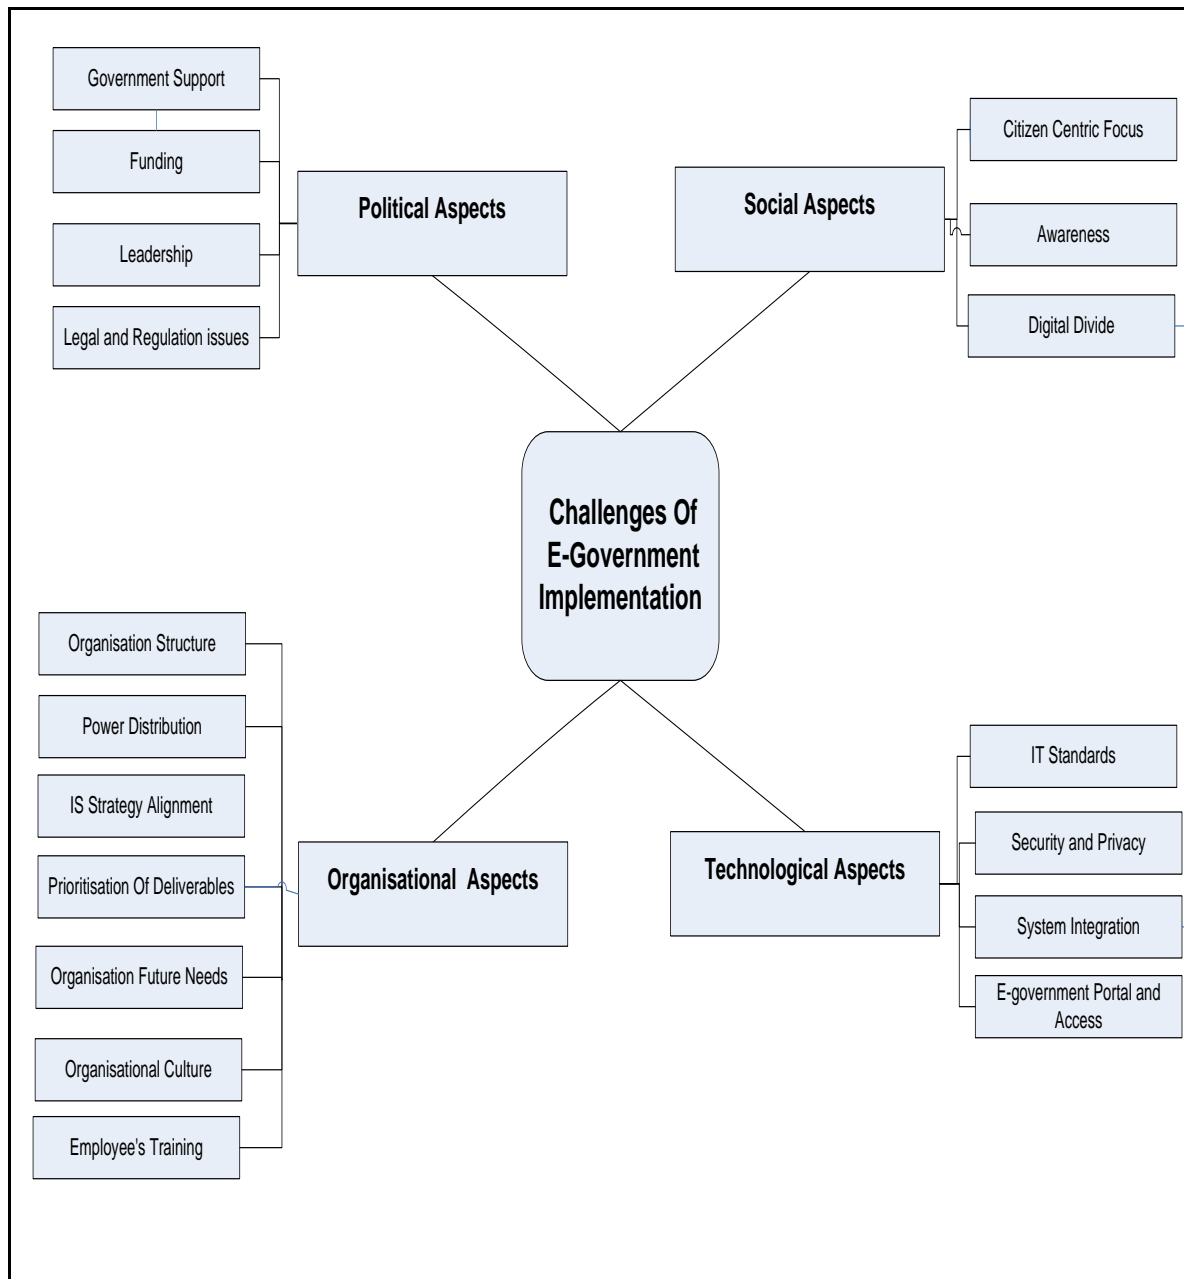 Government Support
Funding
Leadership
Legal and Regulation issues
Political Aspects
Social Aspects
Citizen Centric Focus
Awareness
Digital Divide
Challenges Of
E-Government
Implementation
Organisation Structure
Power Distribution
IS Strategy Alignment
Prioritisation Of Deliverables
Organisation Future Needs
Organisational Culture
Employee's Training
Organisational  Aspects
Technological Aspects
IT Standards
Security and Privacy
System Integration
E-government Portal and
Access